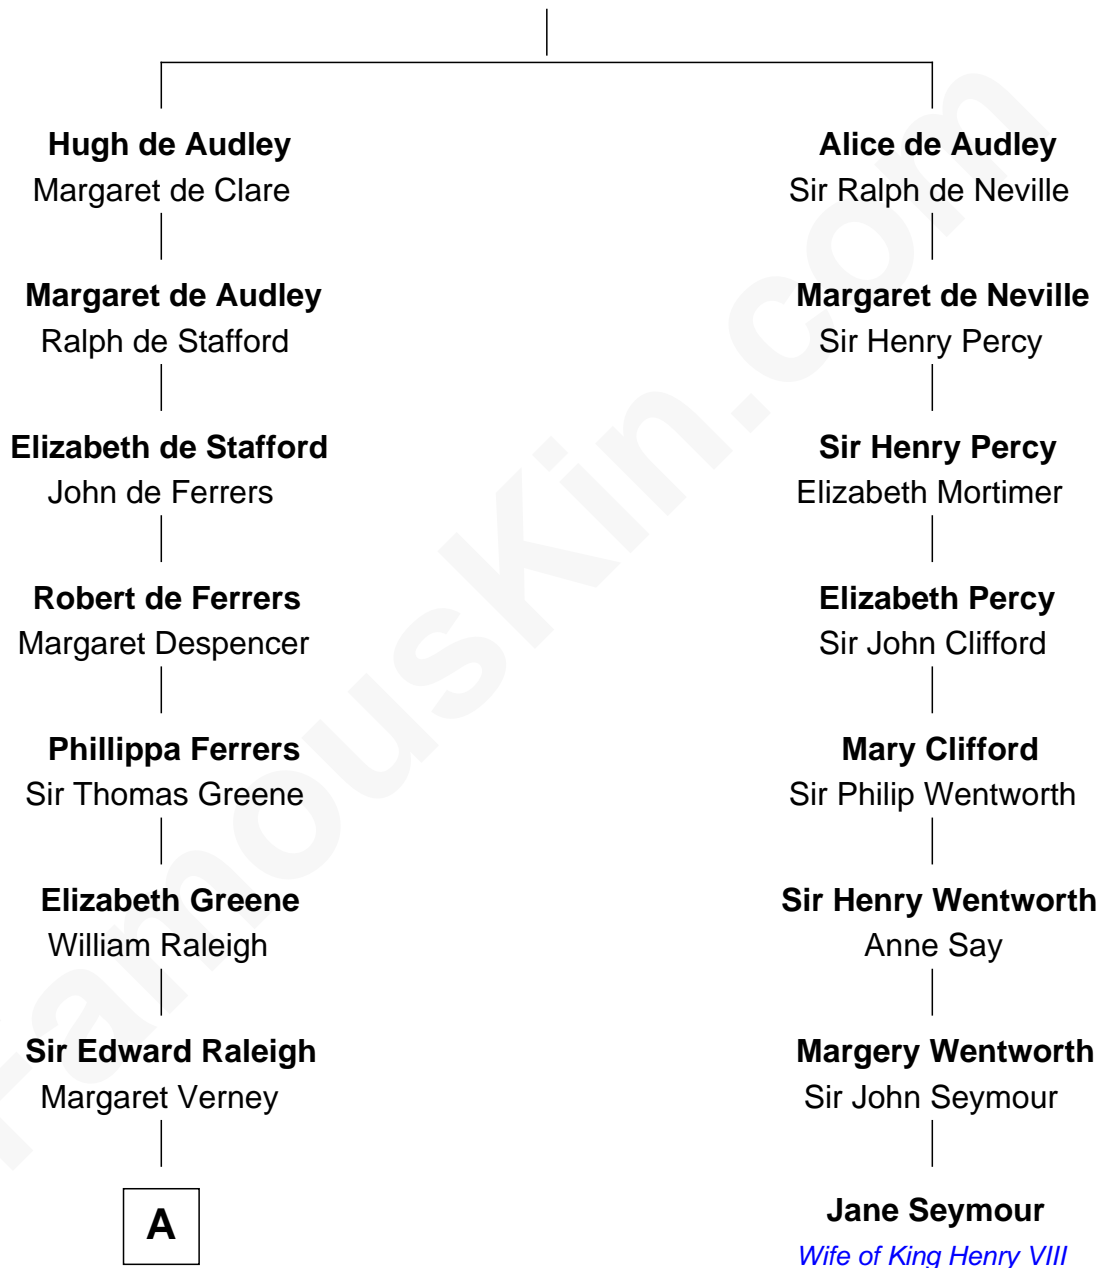 Hugh de Audley
Margaret de Clare
Margaret de Audley
Ralph de Stafford
Elizabeth de Stafford
John de Ferrers
Robert de Ferrers
Margaret Despencer
Phillippa Ferrers
Sir Thomas Greene
Elizabeth Greene
William Raleigh
Sir Edward Raleigh
Margaret Verney
A
Alice de Audley
Sir Ralph de Neville
Margaret de Neville
Sir Henry Percy
Sir Henry Percy
Elizabeth Mortimer
Elizabeth Percy
Sir John Clifford
Mary Clifford
Sir Philip Wentworth
Sir Henry Wentworth
Anne Say
Margery Wentworth
Sir John Seymour
Jane Seymour
Wife of King Henry VIII
FamousKin.com